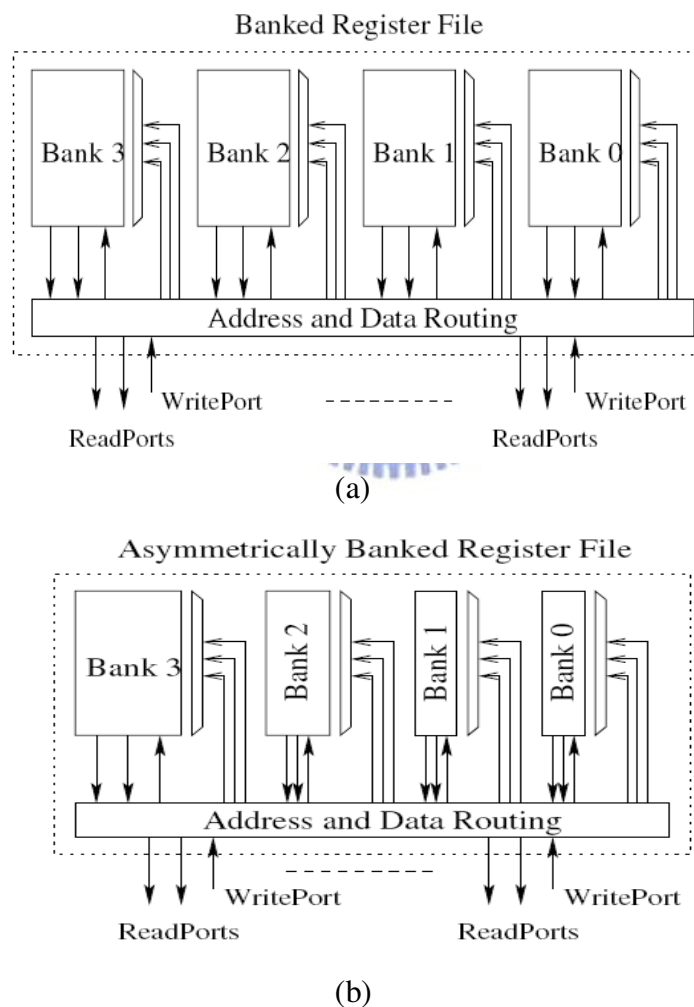 Banked Register File
Bank 3 Bank 2 Bank 1 Bank 0
Address and Data Routing
WritePort WritePort
ReadPorts ReadPorts
(a)
Asymmetrically Banked Register File
Bank 3 Bank 2 Bank 1 Bank 0
Address and Data Routing
WritePort WritePort
ReadPorts ReadPorts
(b)